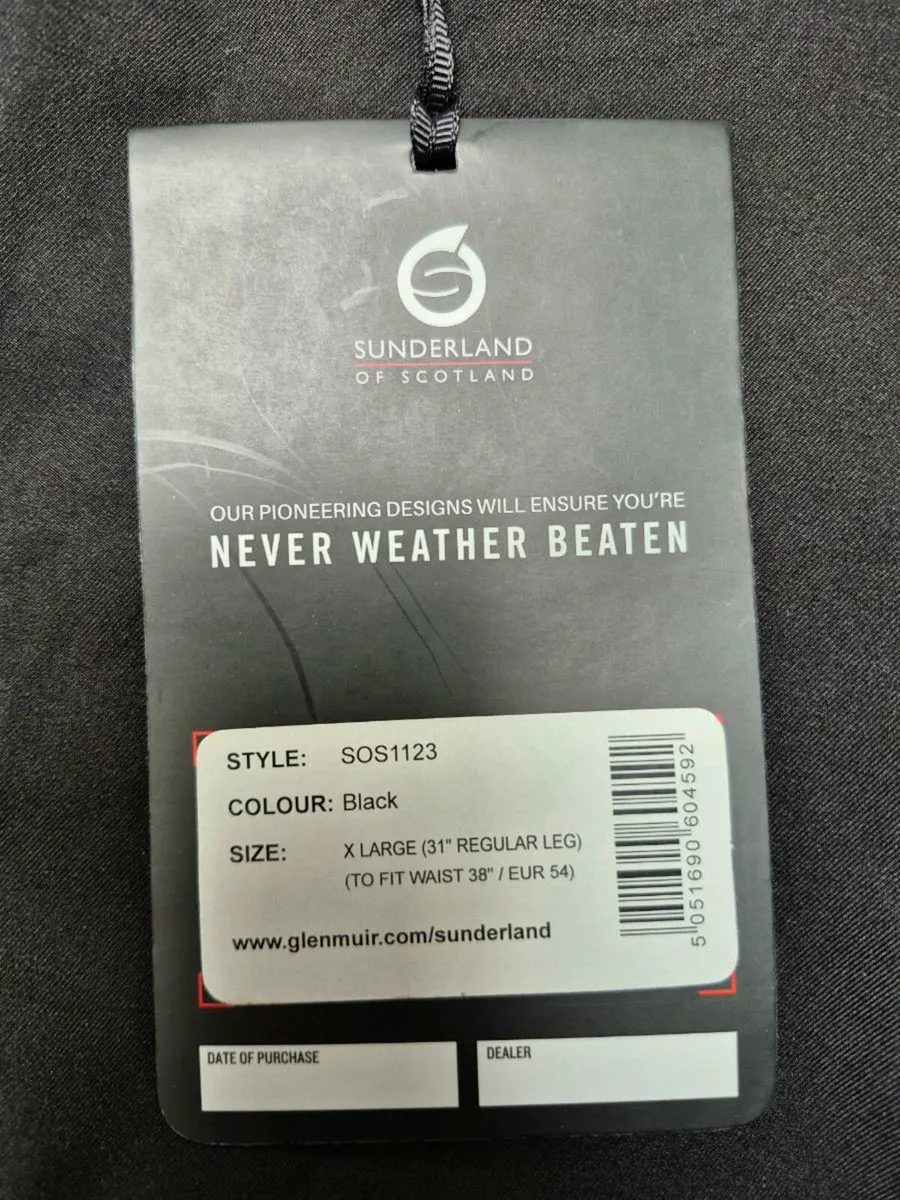 SUNDERLAND
OF SCOTLAND
OUR PIONEERING DESIGNS WILL ENSURE YOU'RE
NEVER WEATHER BEATEN
STYLE: SOS1123
COLOUR: Black
SIZE: X LARGE (31" REGULAR LEG)
(TO FIT WAIST 38" / EUR 54)
www.glenmuir.com/sunderland
5 051690 604592
DATE OF PURCHASE
DEALER